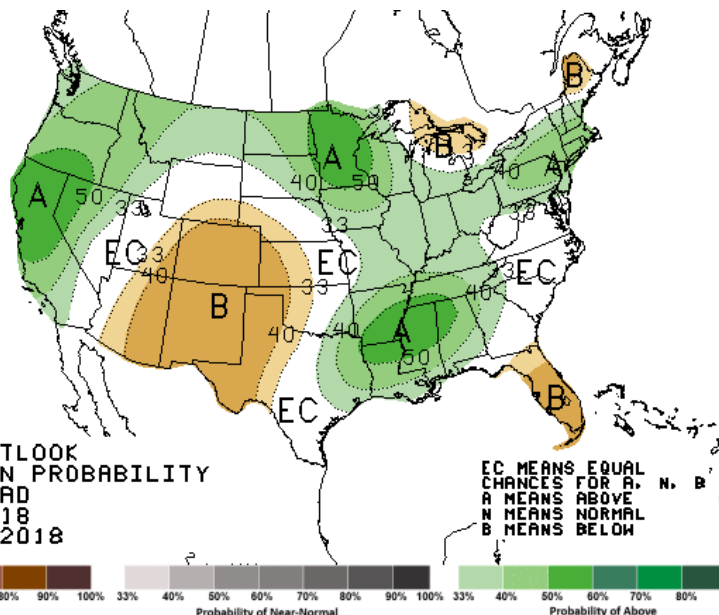 B
A
B
A
40
50
40
A
50
33
33
33
EC
33
EC
33
EC
40
33
40
B
40
40
A
50
B
EC
TLOOK
N PROBABILITY
AD
18
2018
EC MEANS EQUAL
CHANCES FOR A, N, B
A MEANS ABOVE
N MEANS NORMAL
B MEANS BELOW
80% 90% 100% 33% 40% 50% 60% 70% 80% 90% 100% 33% 40% 50% 60% 70% 80%
Probability of Near-Normal Probability of Above